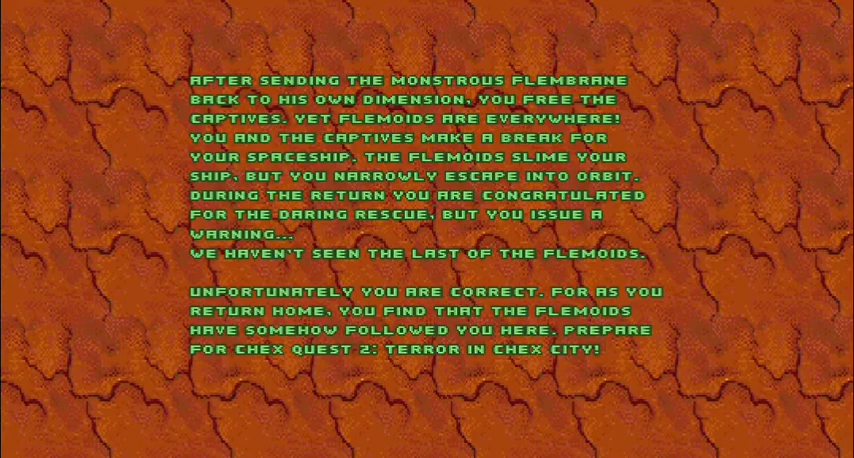 AFTER SENDING THE MONSTROUS FLEMBRANE
BACK TO HIS OWN DIMENSION, YOU FREE THE
CAPTIVES. YET FLEMOIDS ARE EVERYWHERE!
YOU AND THE CAPTIVES MAKE A BREAK FOR
YOUR SPACESHIP. THE FLEMOIDS SLIME YOUR
SHIP, BUT YOU NARROWLY ESCAPE INTO ORBIT.
DURING THE RETURN YOU ARE CONGRATULATED
FOR THE DARING RESCUE, BUT YOU ISSUE A
WARNING...
WE HAVEN'T SEEN THE LAST OF THE FLEMOIDS.
UNFORTUNATELY YOU ARE CORRECT. FOR AS YOU
RETURN HOME, YOU FIND THAT THE FLEMOIDS
HAVE SOMEHOW FOLLOWED YOU HERE. PREPARE
FOR CHEX QUEST 2: TERROR IN CHEX CITY!